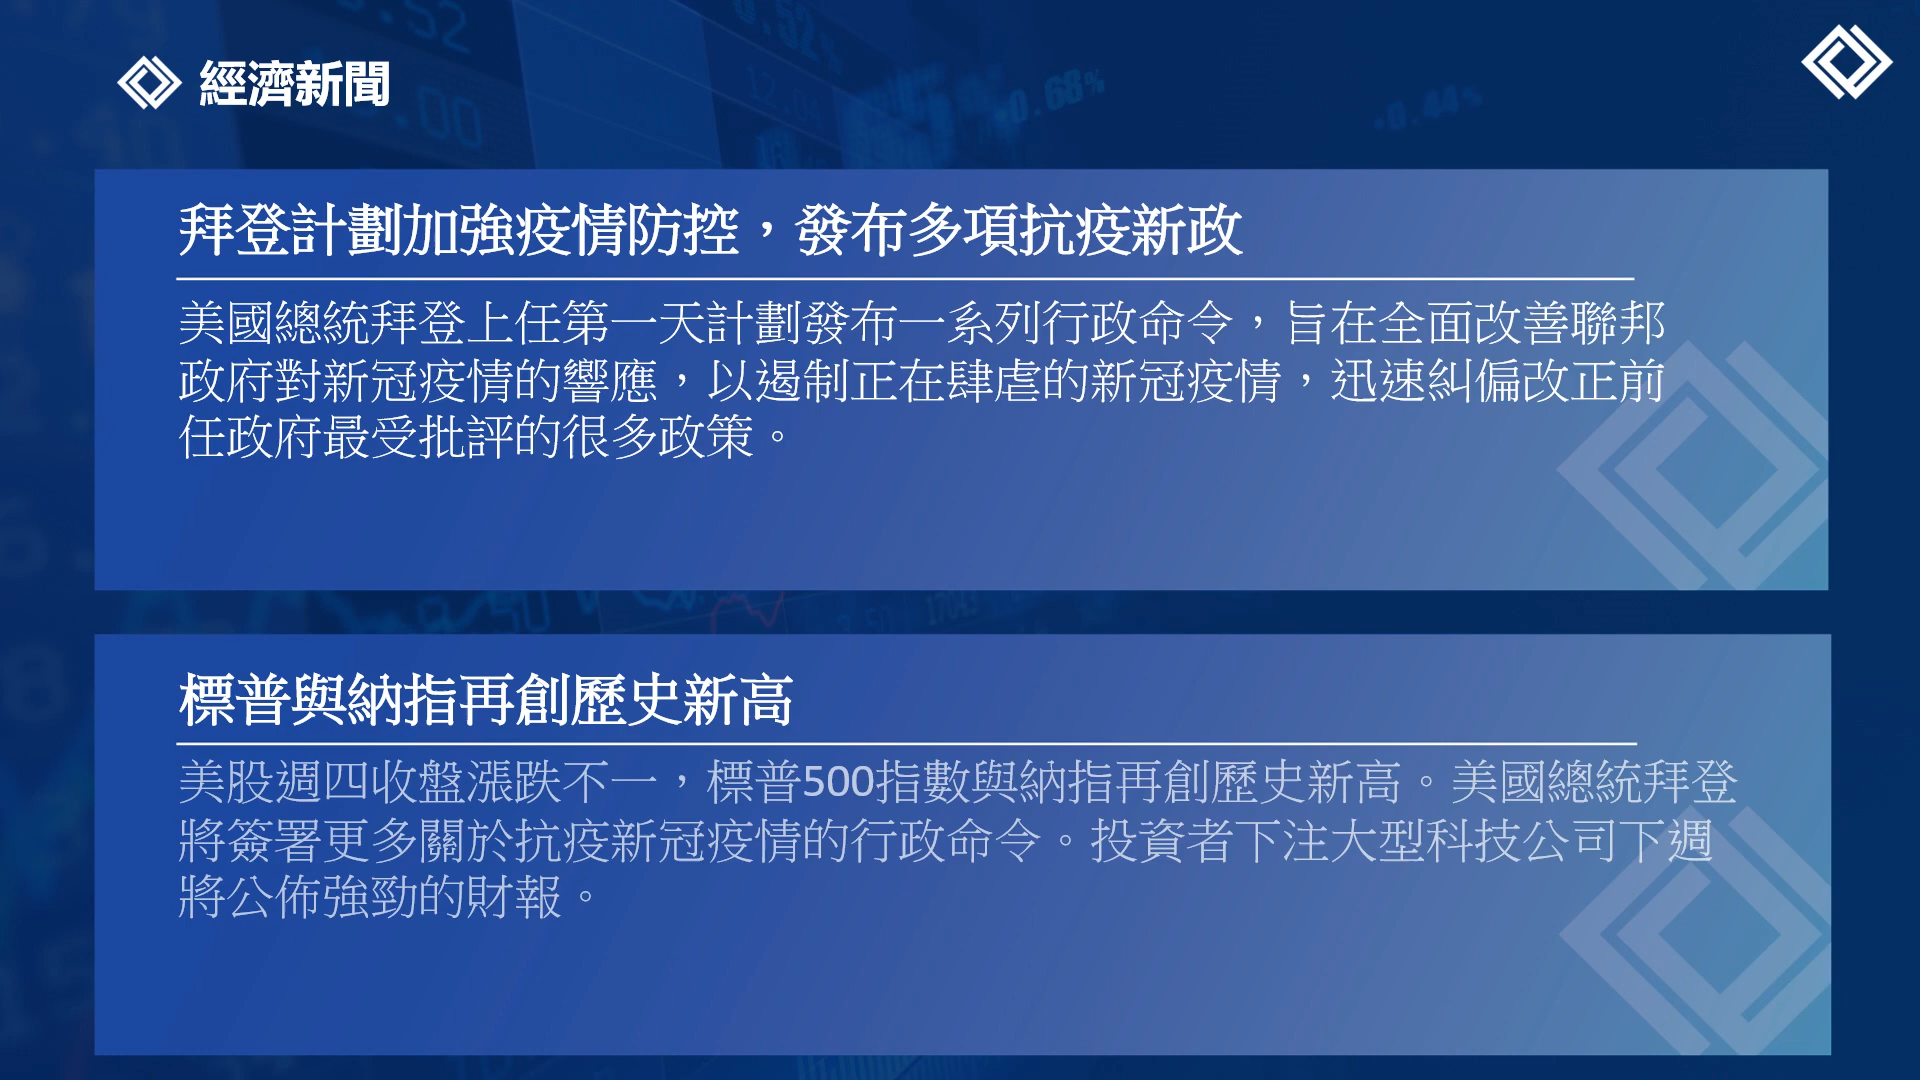 經濟新聞
拜登計劃加強疫情防控，發布多項抗疫新政
美國總統拜登上任第一天計劃發布一系列行政命令，旨在全面改善聯邦
政府對新冠疫情的響應，以遏制正在肆虐的新冠疫情，迅速糾偏改正前
任政府最受批評的很多政策。
標普與納指再創歷史新高
美股週四收盤漲跌不一，標普500指數與納指再創歷史新高。美國總統拜登
將簽署更多關於抗疫新冠疫情的行政命令。投資者下注大型科技公司下週
將公佈強勁的財報。